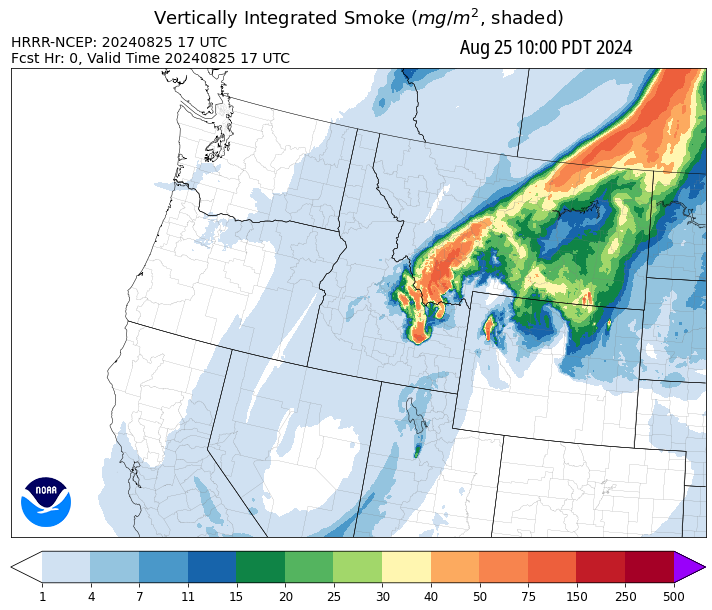 Vertically Integrated Smoke (mg/m², shaded)
HRRR-NCEP: 20240825 17 UTC
Aug 25 10:00 PDT 2024
Fcst Hr: 0, Valid Time 20240825 17 UTC
NOAA
1 4 7 11 15 20 25 30 40 50 75 150 250 500